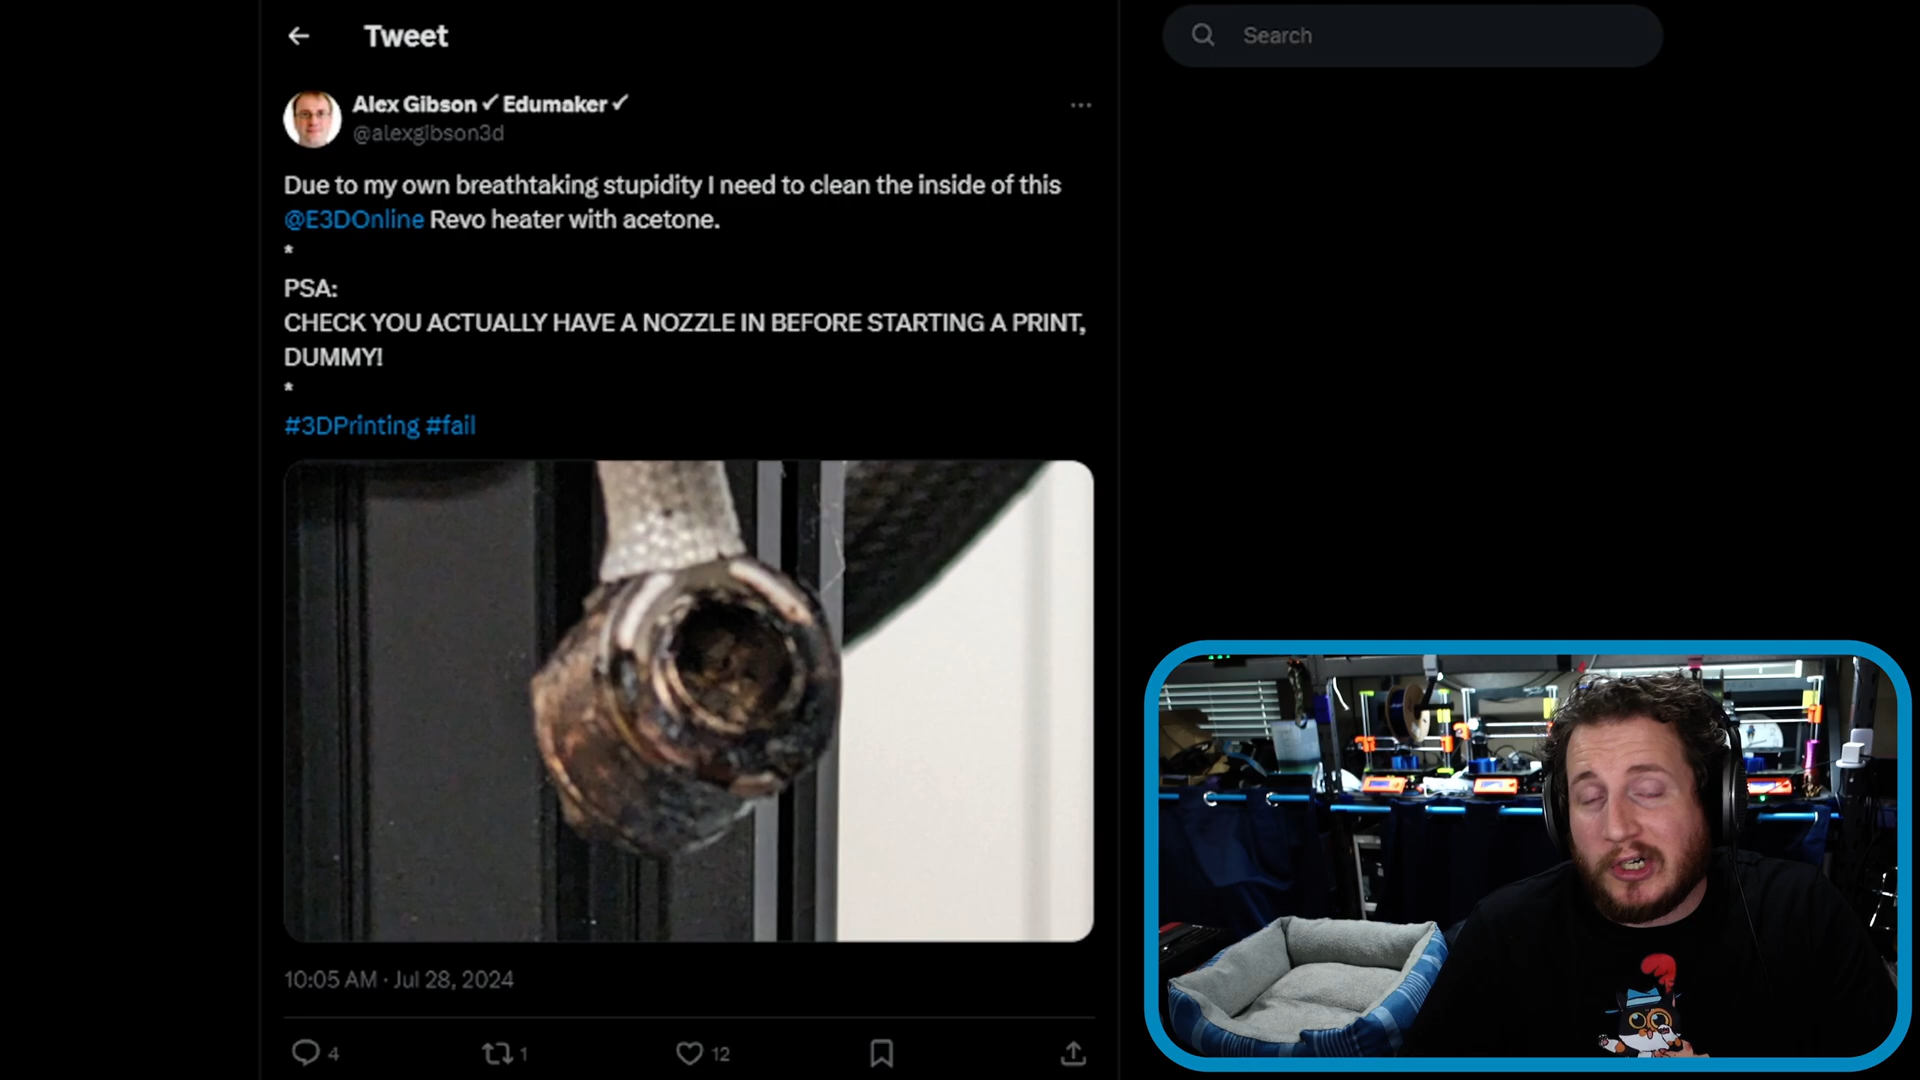 Tweet
Search
Alex Gibson ✓ Edumaker ✓
@alexgibson3d
Due to my own breathtaking stupidity I need to clean the inside of this
@E3DOnline Revo heater with acetone.
*
PSA:
CHECK YOU ACTUALLY HAVE A NOZZLE IN BEFORE STARTING A PRINT,
DUMMY!
*
#3DPrinting #fail
10:05 AM · Jul 28, 2024
4
1
12